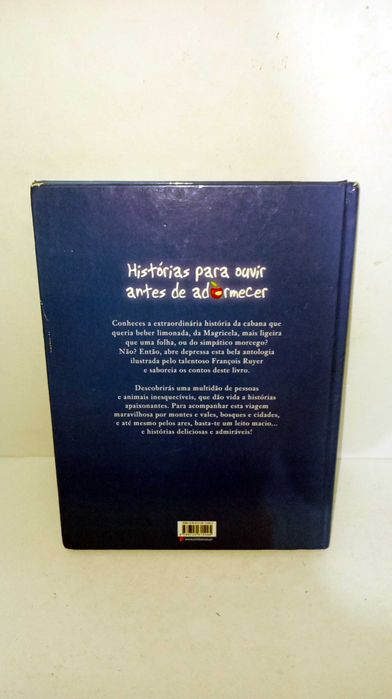 Histórias para ouvir
antes de adormecer
Conheces a extraordinária história da cabana que
queria beber limonada, da Magricela, mais ligeira
que uma folha, ou do simpático morcego?
Não? Então, abre depressa esta bela antologia
ilustrada pelo talentoso François Ruyer
e saboreia os contos deste livro.
Descobrirás uma multidão de pessoas
e animais inesquecíveis, que dão vida a histórias
apaixonantes. Para acompanhar esta viagem
maravilhosa por montes e vales, bosques e cidades,
e até mesmo pelos ares, basta-te um leito macio...
e histórias deliciosas e admiráveis!